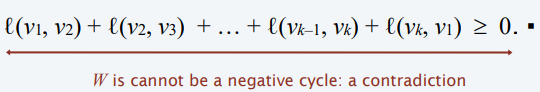 ℓ(v1, v2) + ℓ(v2, v3) + … + ℓ(vk–1, vk) + ℓ(vk, v1) ≥ 0. ▪
W is cannot be a negative cycle: a contradiction